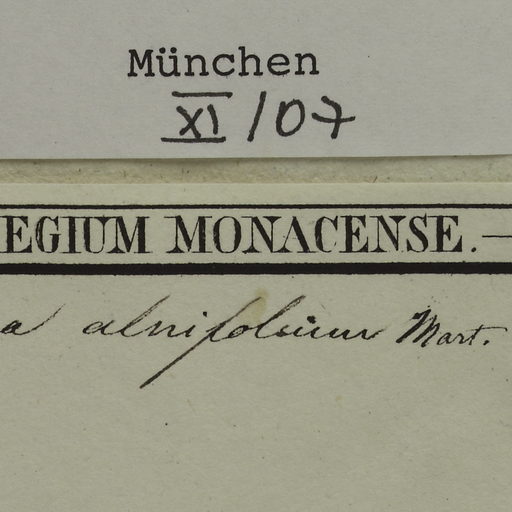 München
XI/07
EGIUM MONACENSE.—
a alnifolium Mart.